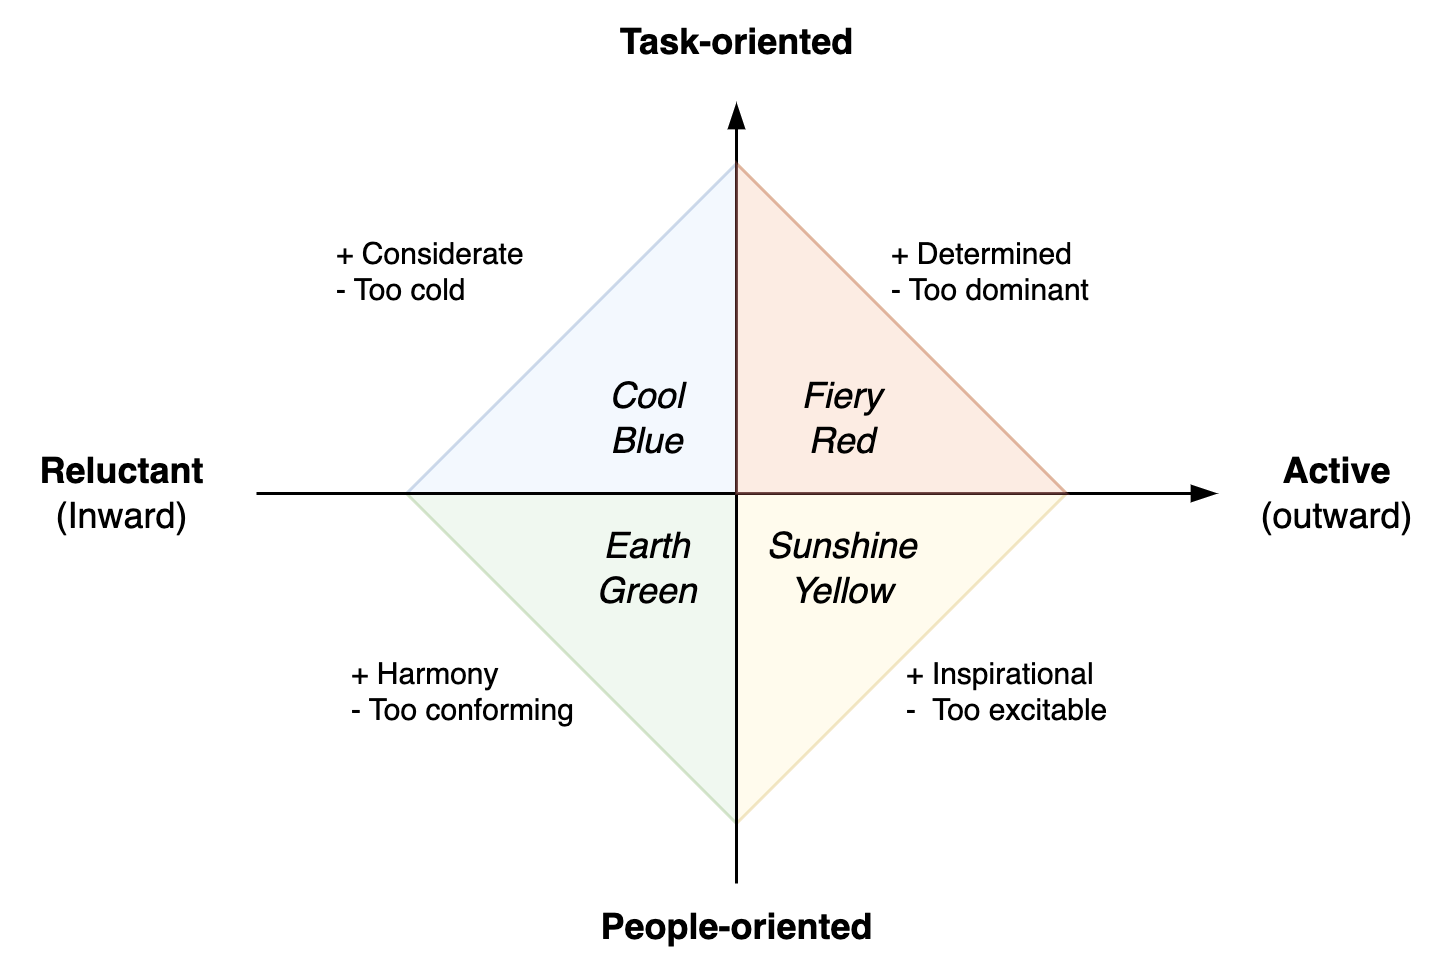 Task-oriented
+ Considerate
- Too cold
+ Determined
- Too dominant
Cool
Blue
Fiery
Red
Reluctant
(Inward)
Active
(outward)
Earth
Green
Sunshine
Yellow
+ Harmony
- Too conforming
+ Inspirational
- Too excitable
People-oriented